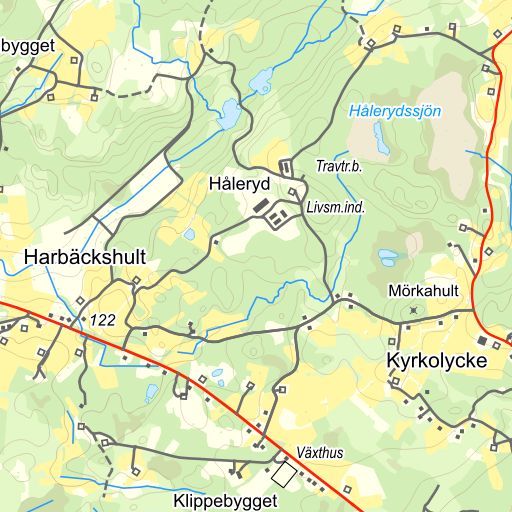 bygget
Hålerydssjön
Travtr.b.
Håleryd
Livsm.ind.
Harbäckshult
Mörkahult
122
Kyrkolycke
Växthus
Klippebygget